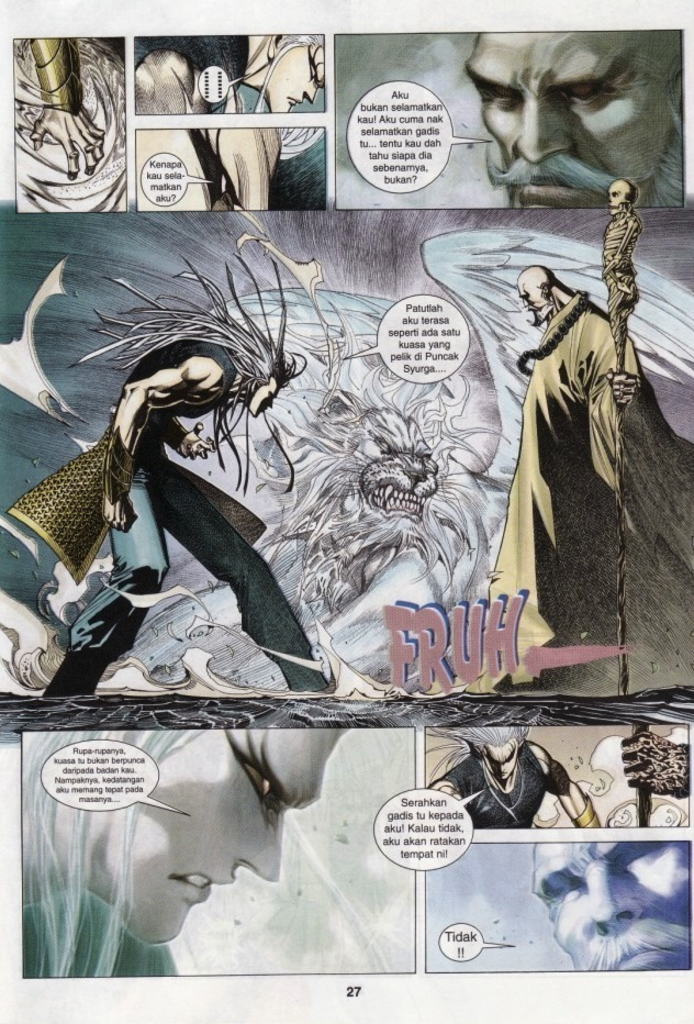 !!!!!!
Kenapa
kau sela-
matkan
aku?
Aku
bukan selamatkan
kau! Aku cuma nak
selamatkan gadis
tu... tentu kau dah
tahu siapa dia
sebenarnya,
bukan?
Patutlah
aku terasa
seperti ada satu
kuasa yang
pelik di Puncak
Syurga....
FRUH
Rupa-rupanya,
kuasa tu bukan berpunca
daripada badan kau.
Nampaknya, kedatangan
aku memang tepat pada
masanya....
Serahkan
gadis tu kepada
aku! Kalau tidak,
aku akan ratakan
tempat ni!
Tidak
!!
27